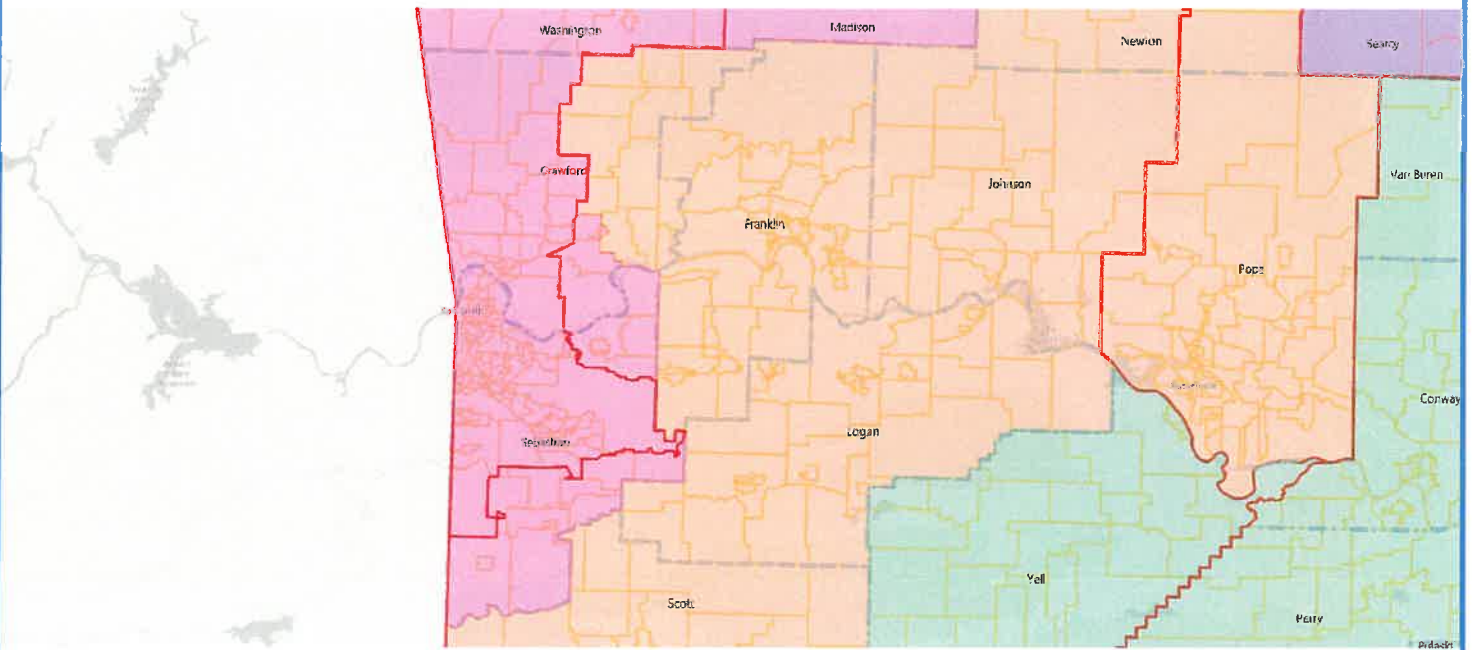 Washington
Madison
Newton
Searcy
Crawford
Van Buren
Johnson
Franklin
Pope
Conway
Logan
Sebastian
Yell
Scott
Perry
Pulaski